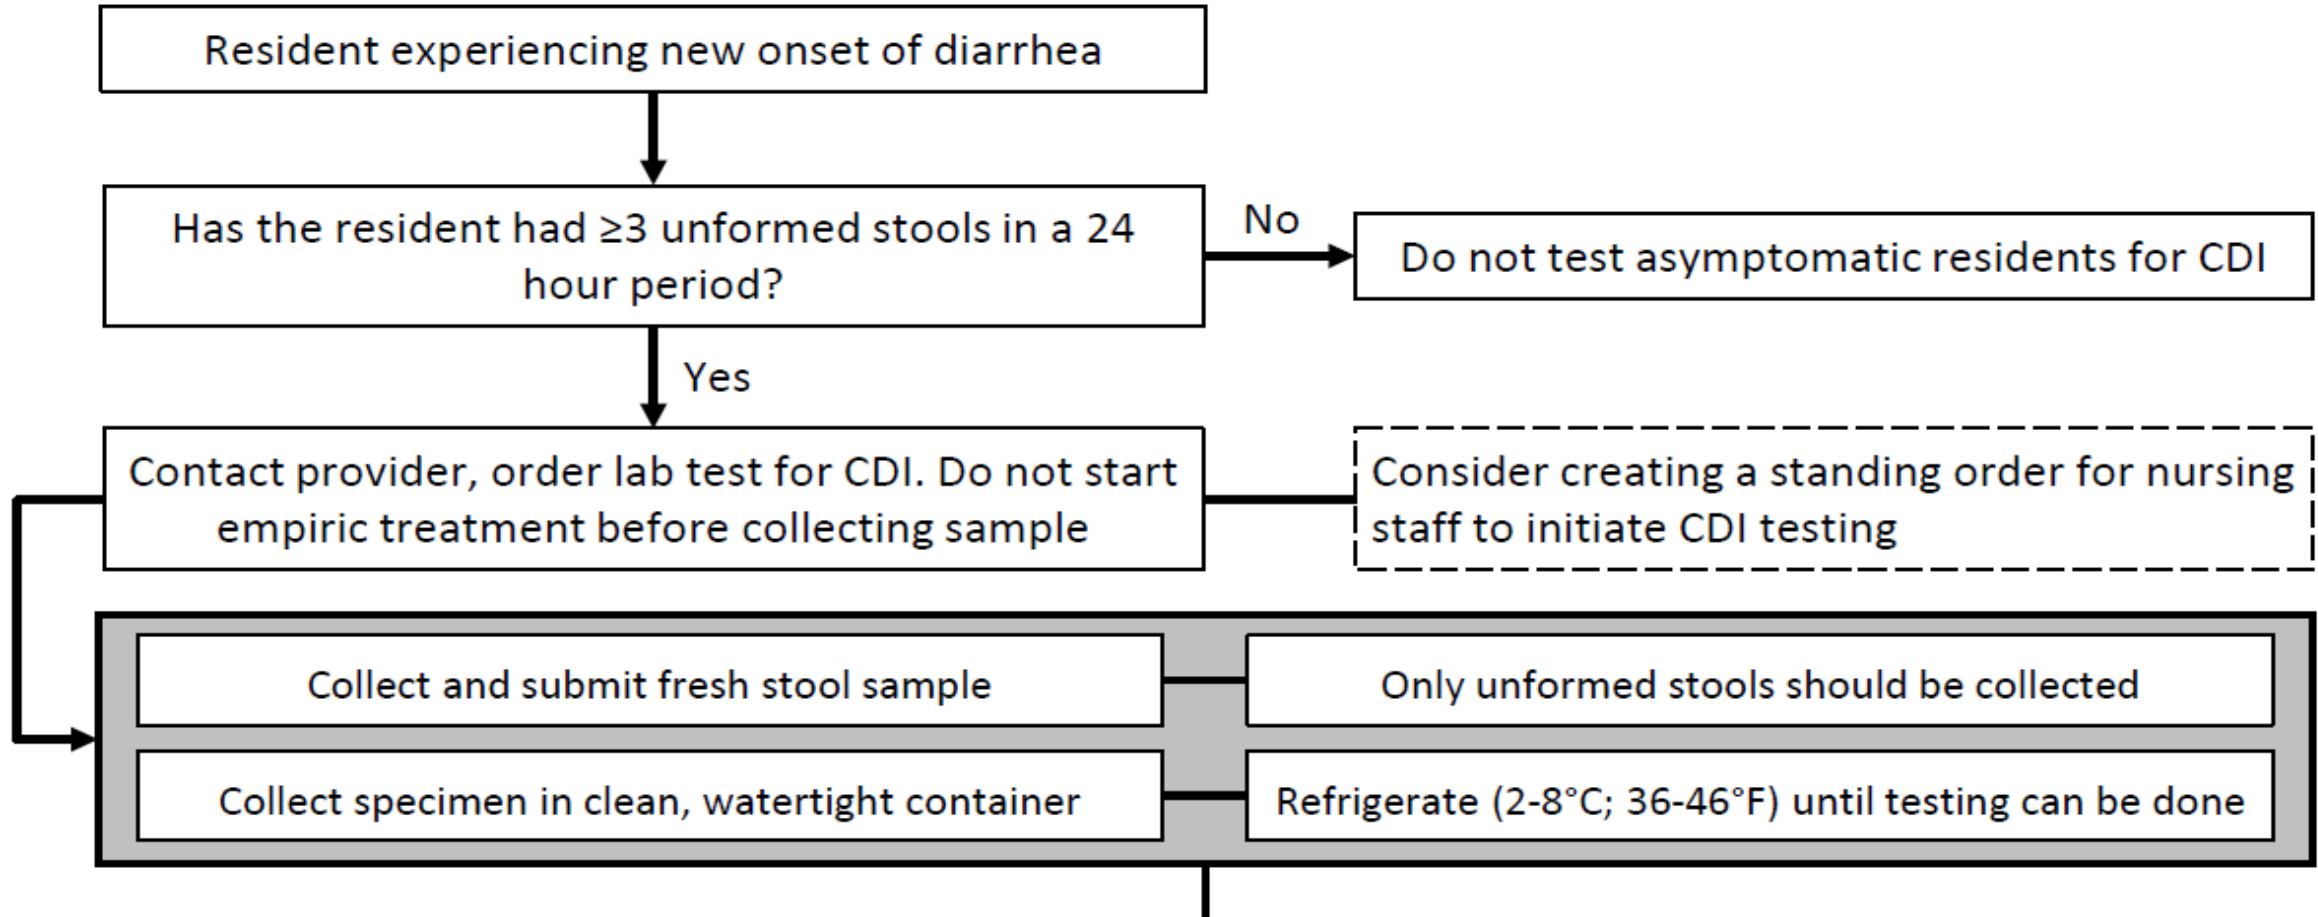 Resident experiencing new onset of diarrhea
Has the resident had ≥3 unformed stools in a 24
hour period?
No
Do not test asymptomatic residents for CDI
Yes
Contact provider, order lab test for CDI. Do not start
empiric treatment before collecting sample
Consider creating a standing order for nursing
staff to initiate CDI testing
Collect and submit fresh stool sample
Only unformed stools should be collected
Collect specimen in clean, watertight container
Refrigerate (2-8°C; 36-46°F) until testing can be done